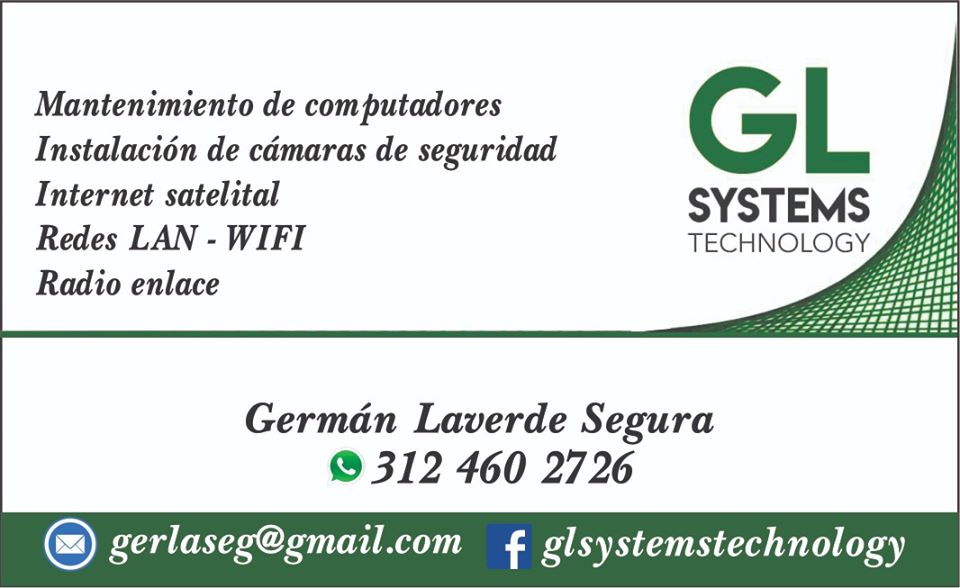 Mantenimiento de computadores
Instalación de cámaras de seguridad
Internet satelital
Redes LAN - WIFI
Radio enlace
GL
SYSTEMS
TECHNOLOGY
Germán Laverde Segura
312 460 2726
gerlaseg@gmail.com
glsystemstechnology